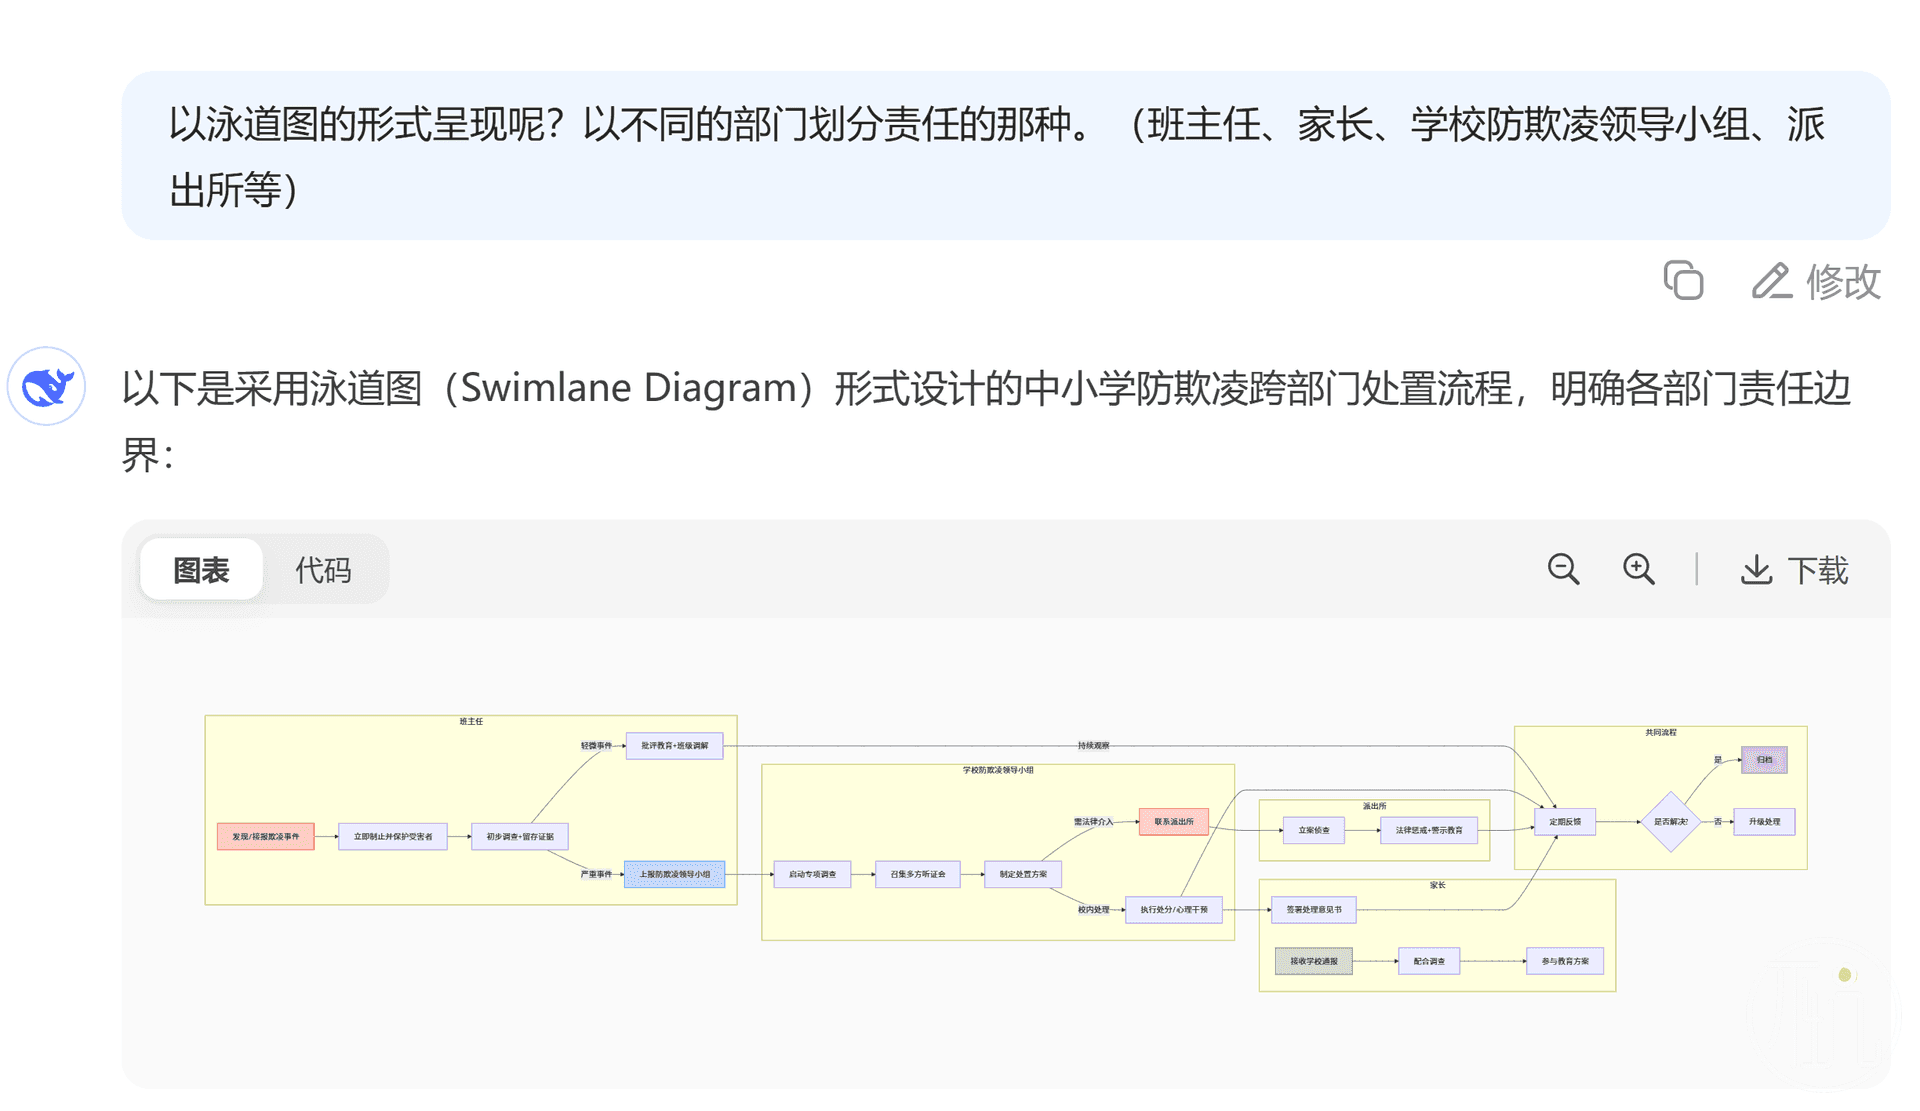 以泳道图的形式呈现呢？以不同的部门划分责任的那种。（班主任、家长、学校防欺凌领导小组、派
出所等）
修改
以下是采用泳道图（Swimlane Diagram）形式设计的中小学防欺凌跨部门处置流程，明确各部门责任边
界：
图表
代码
下载
班主任
发现/接报欺凌事件
立即制止并保护受害者
初步调查+留存证据
轻微事件
批评教育+班级调解
严重事件
上报防欺凌领导小组
持续观察
学校防欺凌领导小组
启动专项调查
召集多方听证会
制定处置方案
需法律介入
联系派出所
校内处理
执行处分/心理干预
派出所
立案侦查
法律惩戒+警示教育
家长
签署处理意见书
接收学校通报
配合调查
参与教育方案
共同流程
定期反馈
是否解决?
是
归档
否
升级处理